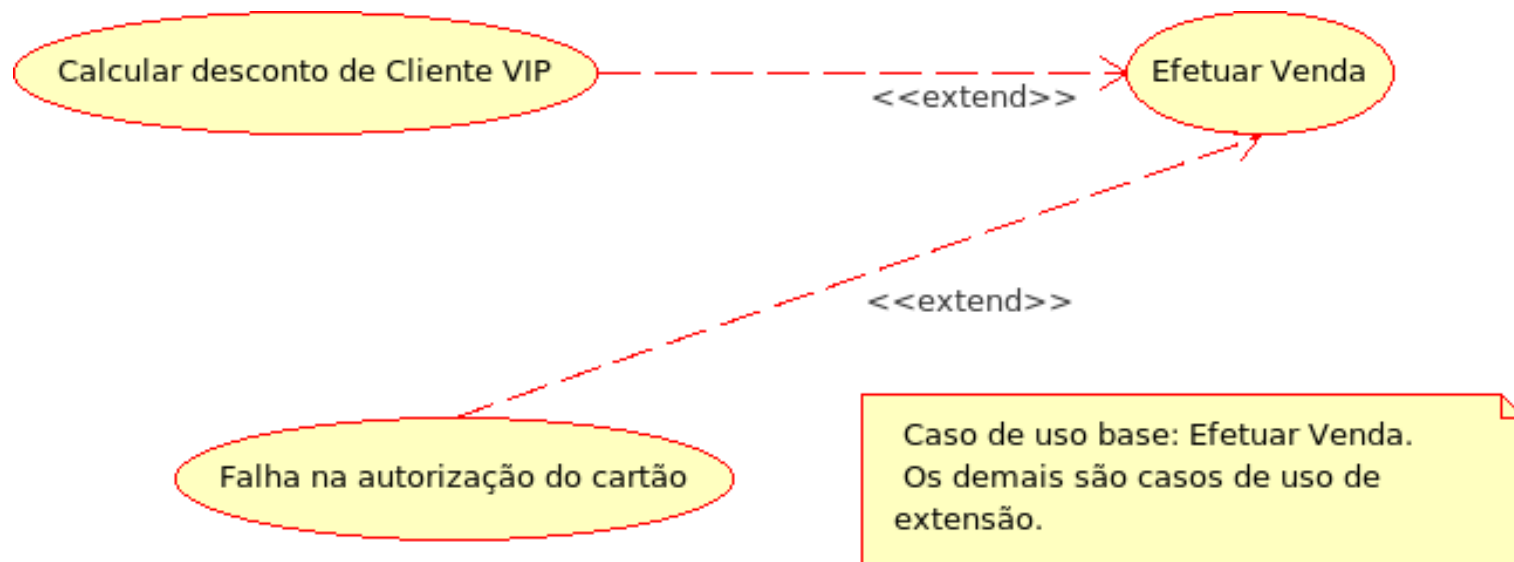 Calcular desconto de Cliente VIP
Efetuar Venda
<<extend>>
<<extend>>
Falha na autorização do cartão
Caso de uso base: Efetuar Venda.
Os demais são casos de uso de
extensão.